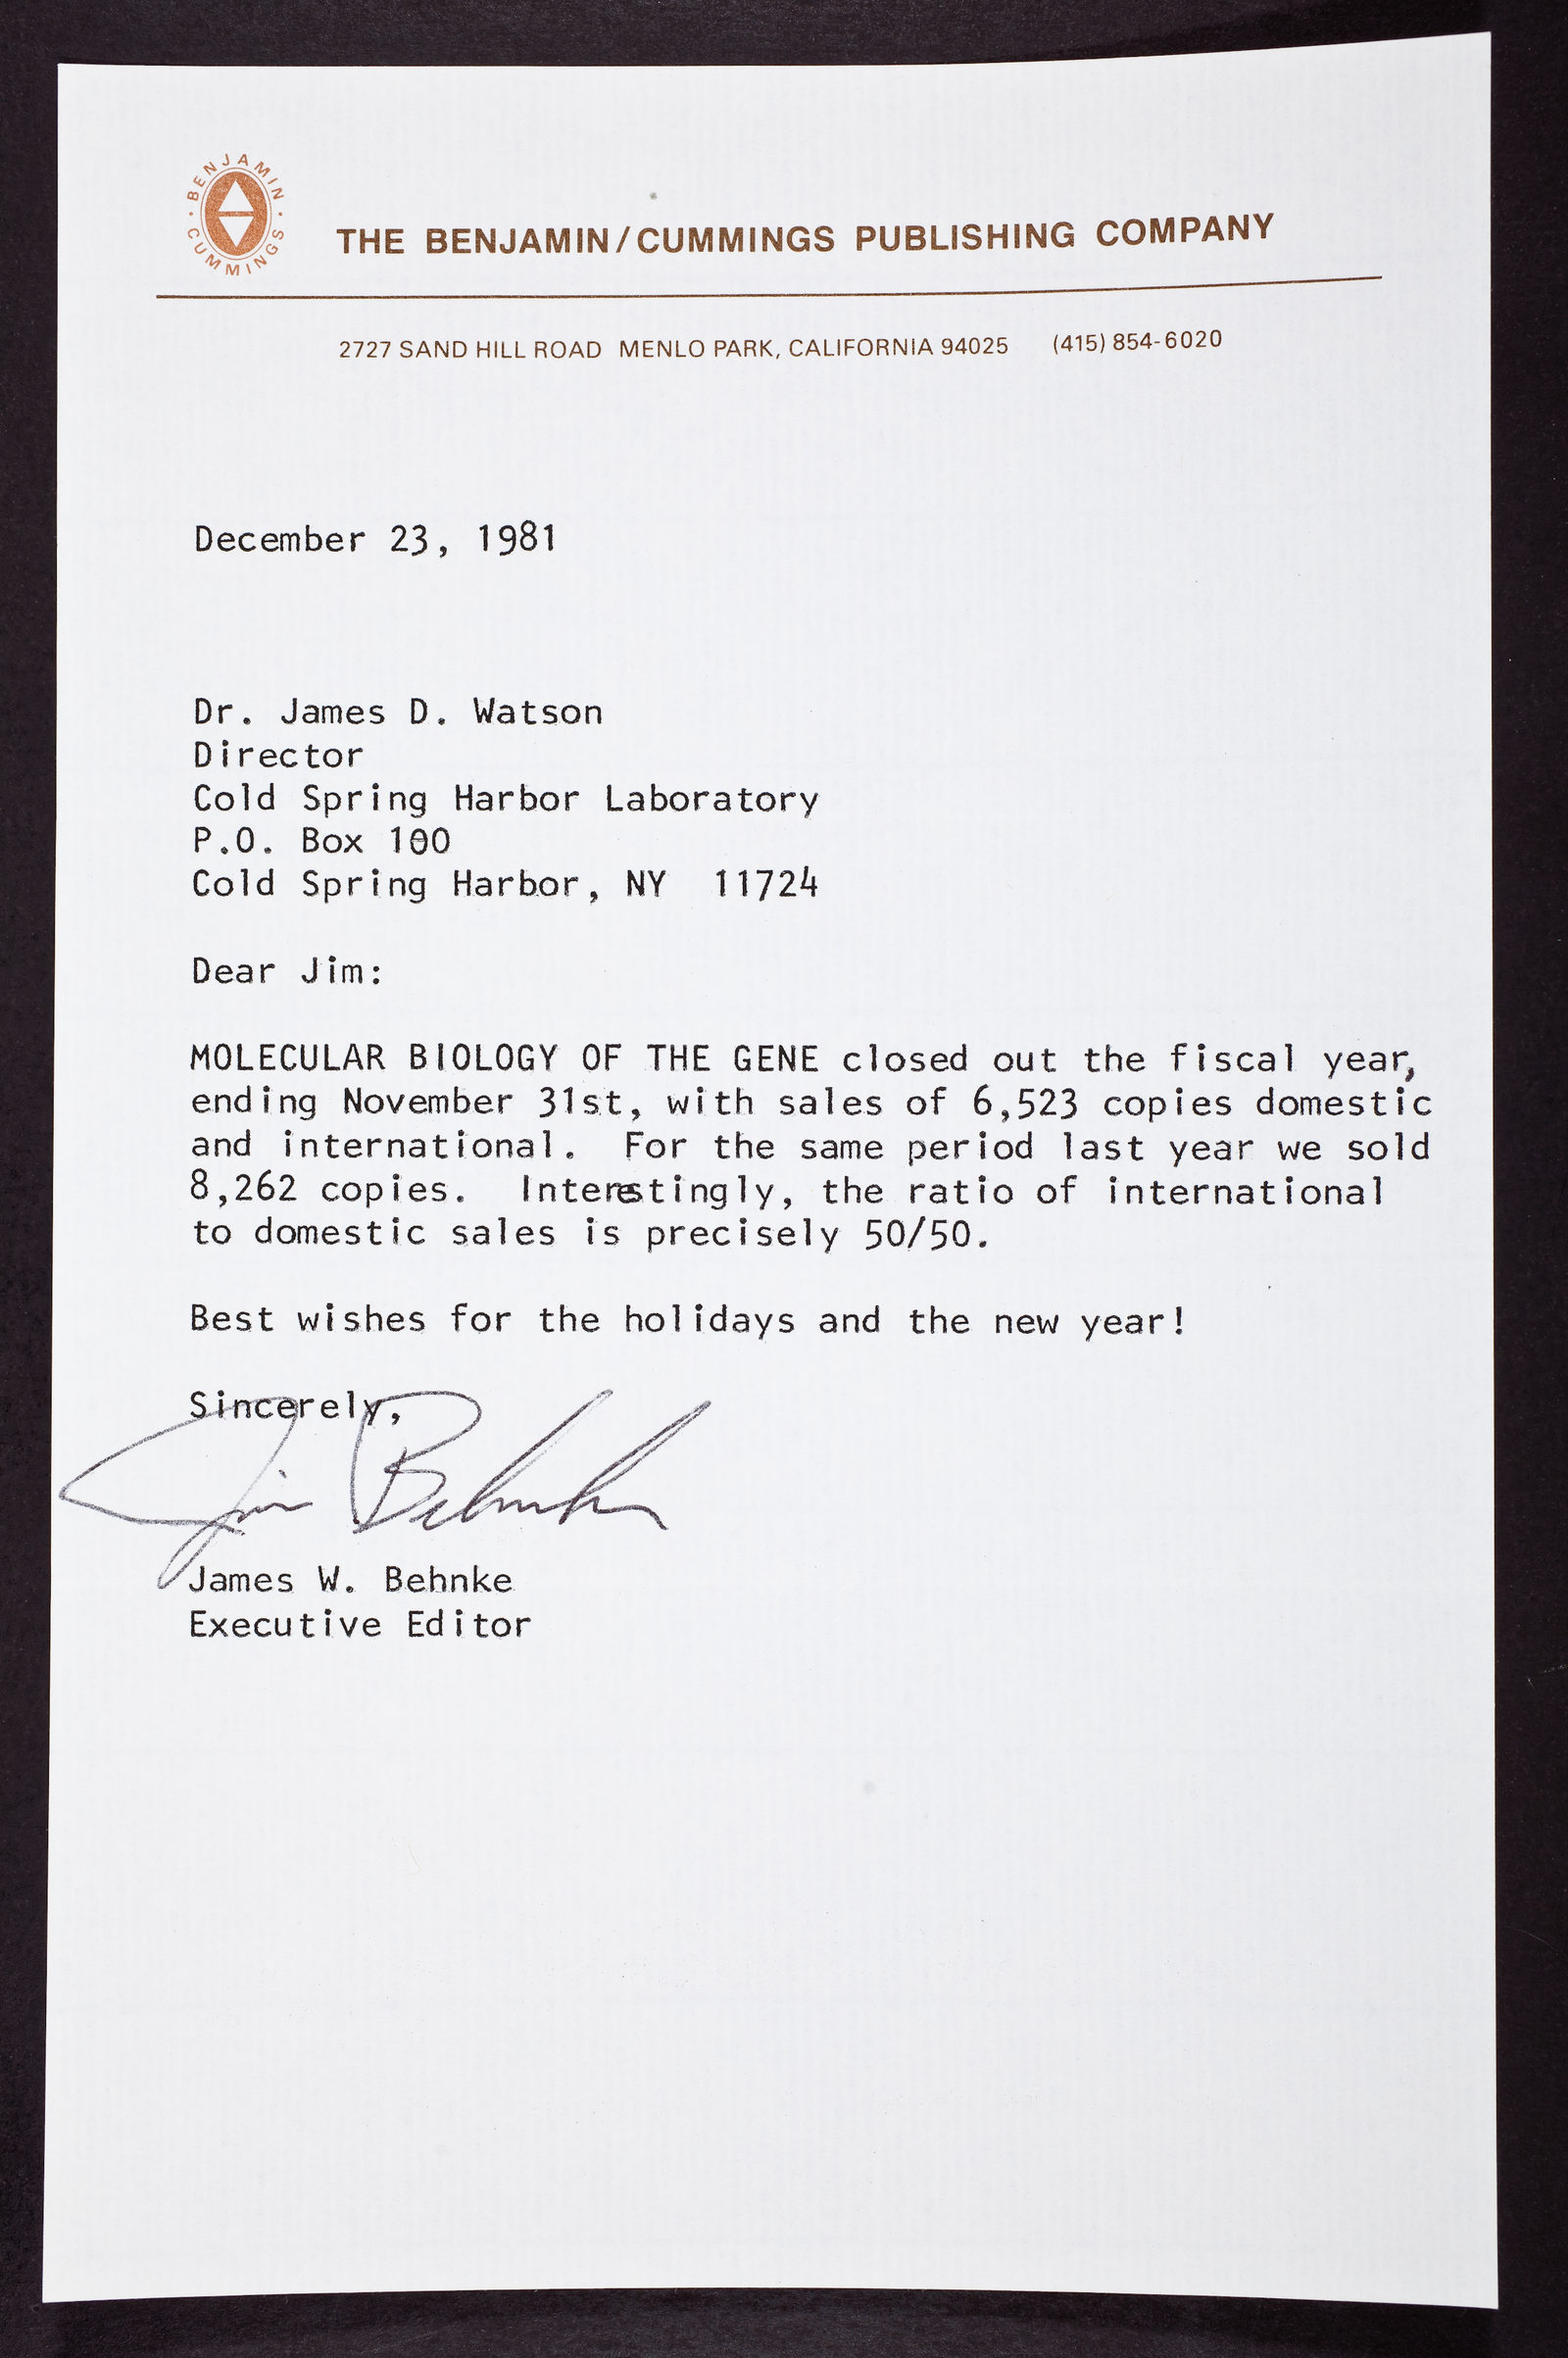 BENJAMIN
CUMMINGS
THE BENJAMIN/CUMMINGS PUBLISHING COMPANY
2727 SAND HILL ROAD MENLO PARK, CALIFORNIA 94025 (415) 854-6020
December 23, 1981
Dr. James D. Watson
Director
Cold Spring Harbor Laboratory
P.O. Box 100
Cold Spring Harbor, NY 11724
Dear Jim:
MOLECULAR BIOLOGY OF THE GENE closed out the fiscal year,
ending November 31st, with sales of 6,523 copies domestic
and international. For the same period last year we sold
8,262 copies. Interestingly, the ratio of international
to domestic sales is precisely 50/50.
Best wishes for the holidays and the new year!
Sincerely,
Jim Behnke
James W. Behnke
Executive Editor